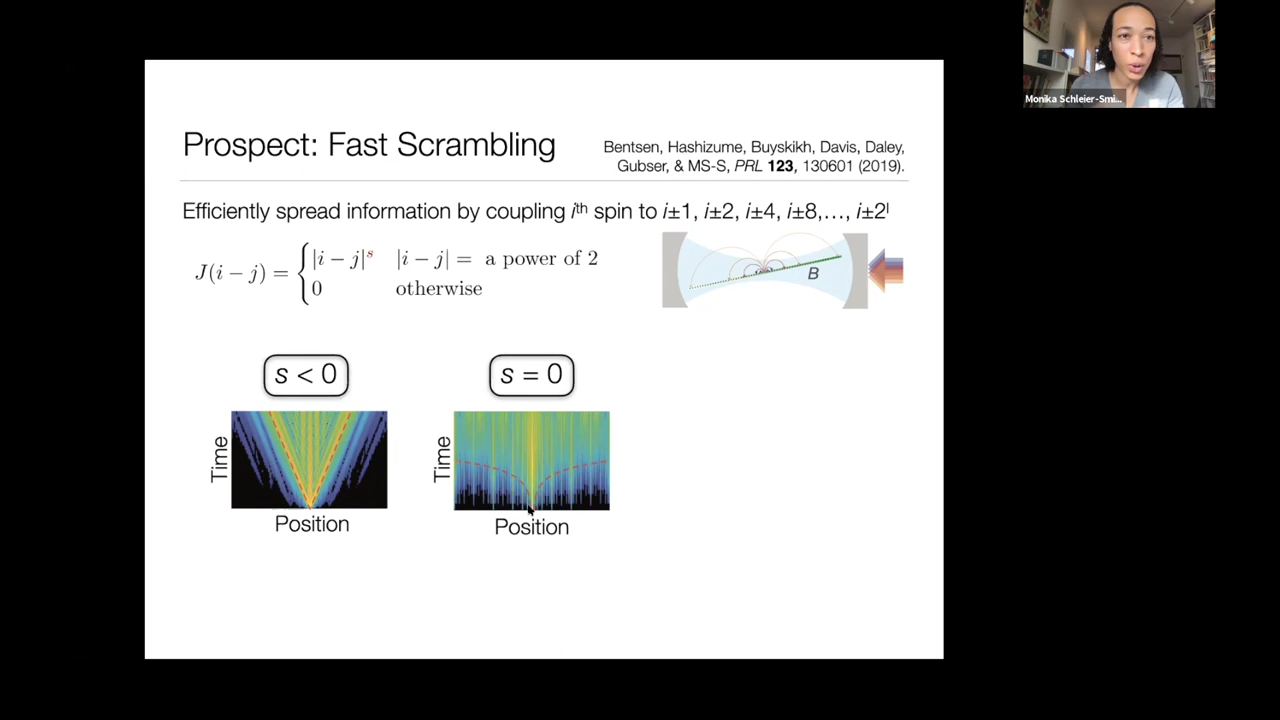 Monika Schleier-Smi...
Prospect: Fast Scrambling
Bentsen, Hashizume, Buyskikh, Davis, Daley,
Gubser, & MS-S, PRL 123, 130601 (2019).
Efficiently spread information by coupling ith spin to i±1, i±2, i±4, i±8,..., i±2l
J(i − j) = { |i − j|^s |i − j| = a power of 2
0 otherwise
B
s < 0
s = 0
Time
Position
Time
Position